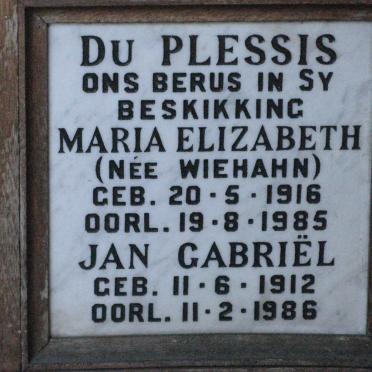 DU PLESSIS
ONS BERUS IN SY
BESKIKKING
MARIA ELIZABETH
(NÉE WIEHAHN)
GEB. 20·5·1916
OORL. 19·8·1985
JAN GABRIËL
GEB. 11·6·1912
OORL. 11·2·1986